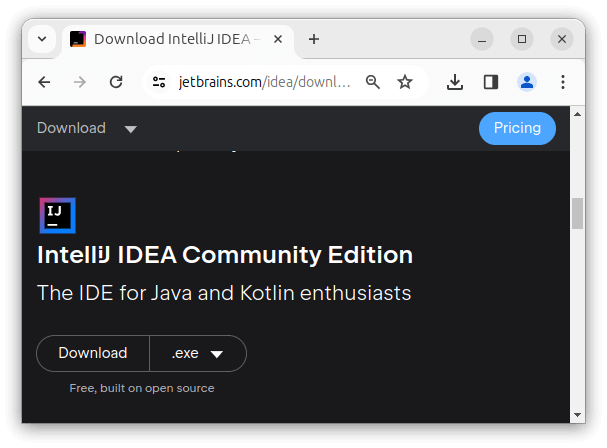 Download IntelliJ IDEA –
jetbrains.com/idea/downl...
Download
Pricing
IJ
IntelliJ IDEA Community Edition
The IDE for Java and Kotlin enthusiasts
Download
.exe
Free, built on open source